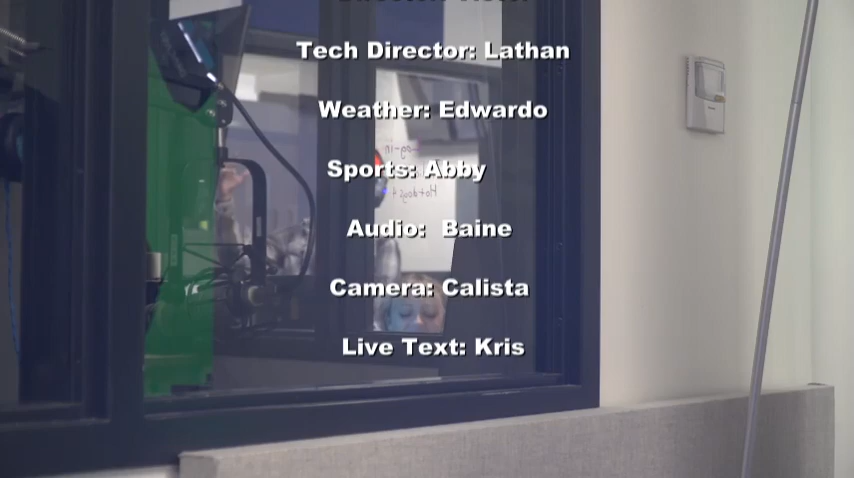 Tech Director: Lathan
Weather: Edwardo
Sports: Abby
Audio:  Baine
Camera: Calista
Live Text: Kris